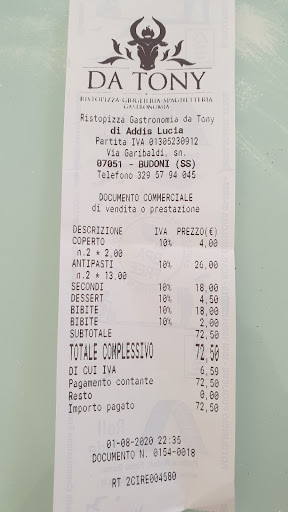 DA TONY
RISTOPIZZA·GRIGLIERIA·SPAGHETTERIA
GASTRONOMIA
Ristopizza Gastronomia da Tony
di Addis Lucia
Partita IVA 01305230912
Via Garibaldi, sn.
07051 - BUDONI (SS)
Telefono 329 57 94 045
DOCUMENTO COMMERCIALE
di vendita o prestazione
DESCRIZIONE IVA PREZZO(€)
COPERTO 10% 4,00
n.2 * 2,00
ANTIPASTI 10% 26,00
n.2 * 13,00
SECONDI 10% 18,00
DESSERT 10% 4,50
BIBITE 10% 18,00
BIBITE 10% 2,00
SUBTOTALE 72,50
TOTALE COMPLESSIVO 72,50
DI CUI IVA 6,59
Pagamento contante 72,50
Resto 0,00
Importo pagato 72,50
01-08-2020 22:35
DOCUMENTO N. 0154-0018
RT 2CIRE004580